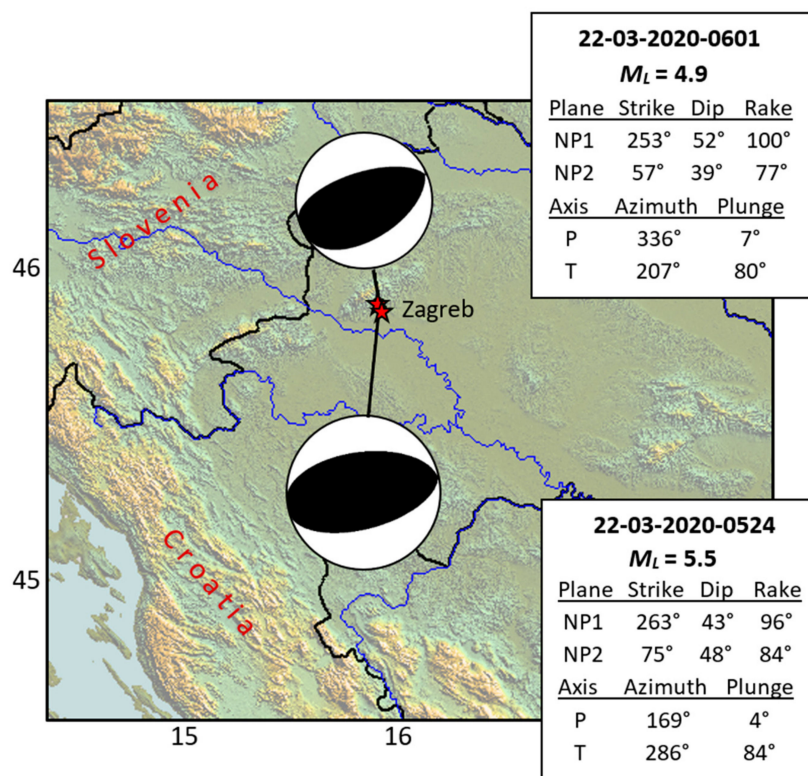 22-03-2020-0601
ML = 4.9
Plane Strike Dip Rake
NP1 253° 52° 100°
NP2 57° 39° 77°
Axis Azimuth Plunge
P 336° 7°
T 207° 80°
Slovenia
46
Zagreb
22-03-2020-0524
ML = 5.5
Plane Strike Dip Rake
NP1 263° 43° 96°
NP2 75° 48° 84°
Axis Azimuth Plunge
P 169° 4°
T 286° 84°
Croatia
45
15 16